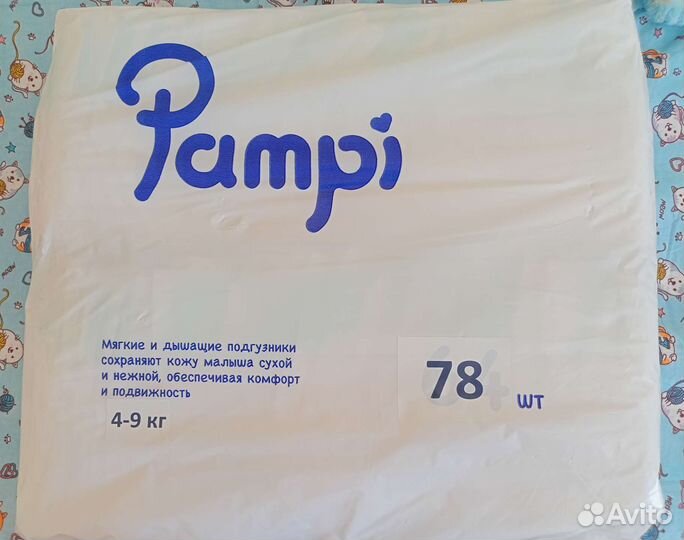 Pampi
Мягкие и дышащие подгузники
сохраняют кожу малыша сухой
и нежной, обеспечивая комфорт
и подвижность
4-9 кг
78 шт
Avito